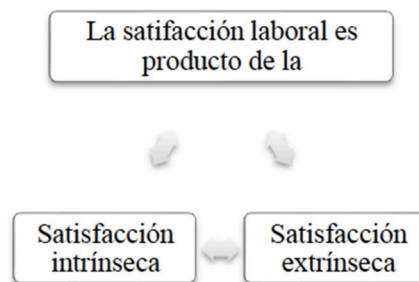 La satifacción laboral es
producto de la
Satisfacción
intrínseca
Satisfacción
extrínseca